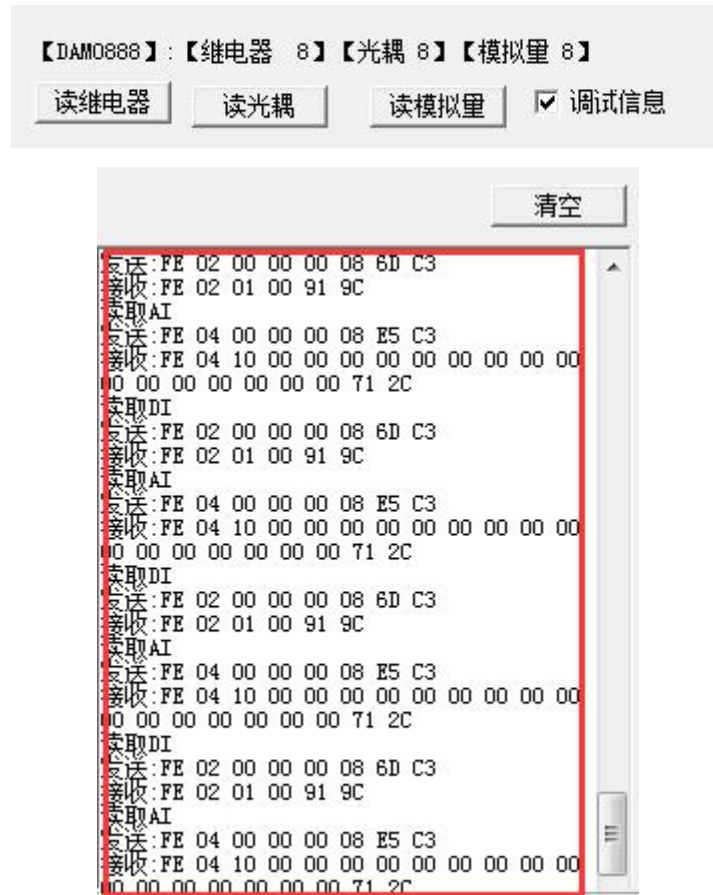 【DAM0888】:【继电器 8】【光耦 8】【模拟量 8】
读继电器 读光耦 读模拟量 调试信息
清空
发送:FE 02 00 00 00 08 6D C3
接收:FE 02 01 00 91 9C
读取AI
发送:FE 04 00 00 00 08 E5 C3
接收:FE 04 10 00 00 00 00 00 00 00 00 00
00 00 00 00 00 00 00 71 2C
读取DI
发送:FE 02 00 00 00 08 6D C3
接收:FE 02 01 00 91 9C
读取AI
发送:FE 04 00 00 00 08 E5 C3
接收:FE 04 10 00 00 00 00 00 00 00 00 00
00 00 00 00 00 00 00 71 2C
读取DI
发送:FE 02 00 00 00 08 6D C3
接收:FE 02 01 00 91 9C
读取AI
发送:FE 04 00 00 00 08 E5 C3
接收:FE 04 10 00 00 00 00 00 00 00 00 00
00 00 00 00 00 00 00 71 2C
读取DI
发送:FE 02 00 00 00 08 6D C3
接收:FE 02 01 00 91 9C
读取AI
发送:FE 04 00 00 00 08 E5 C3
接收:FE 04 10 00 00 00 00 00 00 00 00 00
00 00 00 00 00 00 00 71 2C